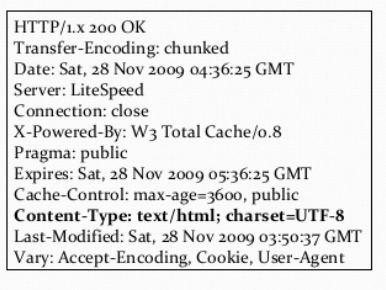 HTTP/1.x 200 OK
Transfer-Encoding: chunked
Date: Sat, 28 Nov 2009 04:36:25 GMT
Server: LiteSpeed
Connection: close
X-Powered-By: W3 Total Cache/0.8
Pragma: public
Expires: Sat, 28 Nov 2009 05:36:25 GMT
Cache-Control: max-age=3600, public
Content-Type: text/html; charset=UTF-8
Last-Modified: Sat, 28 Nov 2009 03:50:37 GMT
Vary: Accept-Encoding, Cookie, User-Agent